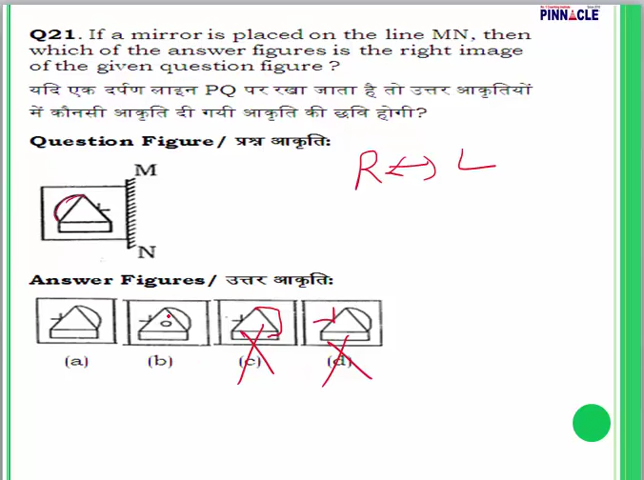 PINNACLE
Q21. If a mirror is placed on the line MN, then
which of the answer figures is the right image
of the given question figure ?
यदि एक दर्पण लाइन PQ पर रखा जाता है तो उत्तर आकृतियों
में कौनसी आकृति दी गयी आकृति की छवि होगी?
Question Figure/ प्रश्न आकृति:
R ↔ L
M
N
Answer Figures/ उत्तर आकृति:
(a) (b) (c) (d)